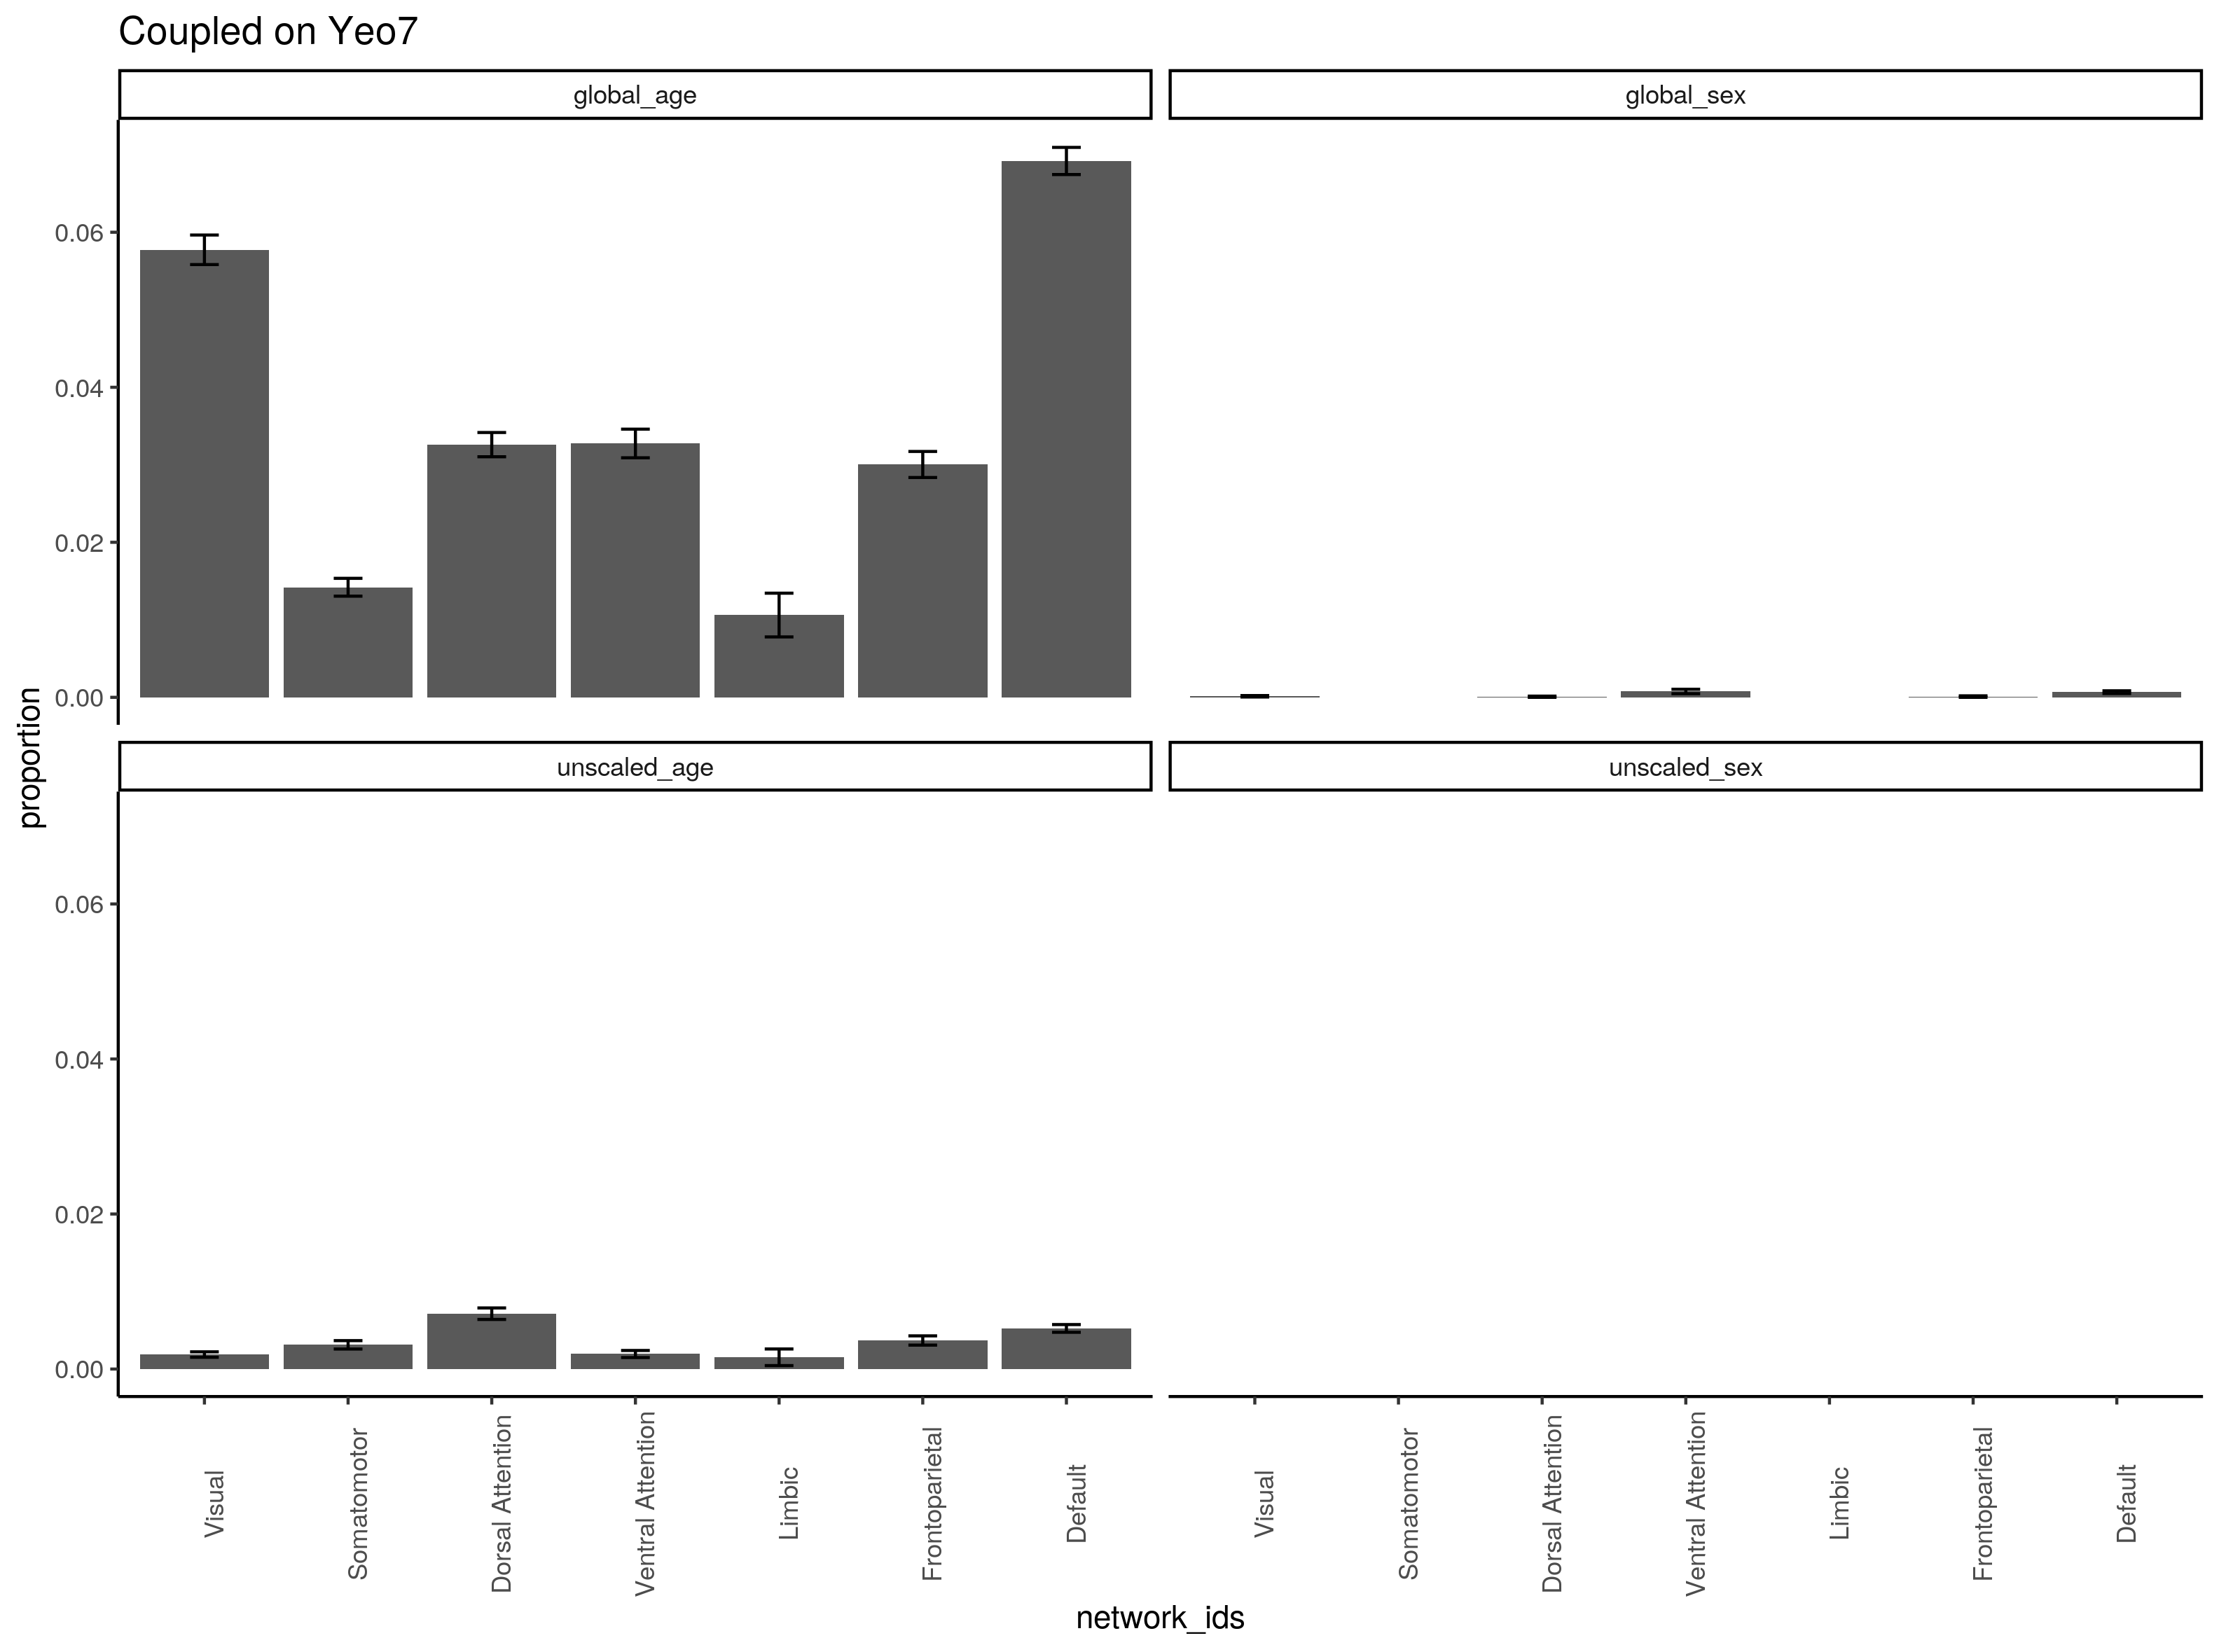 Coupled on Yeo7
global_age
global_sex
0.06
0.04
0.02
0.00
unscaled_age
unscaled_sex
0.06
0.04
0.02
0.00
proportion
Visual
Somatomotor
Dorsal Attention
Ventral Attention
Limbic
Frontoparietal
Default
Visual
Somatomotor
Dorsal Attention
Ventral Attention
Limbic
Frontoparietal
Default
network_ids